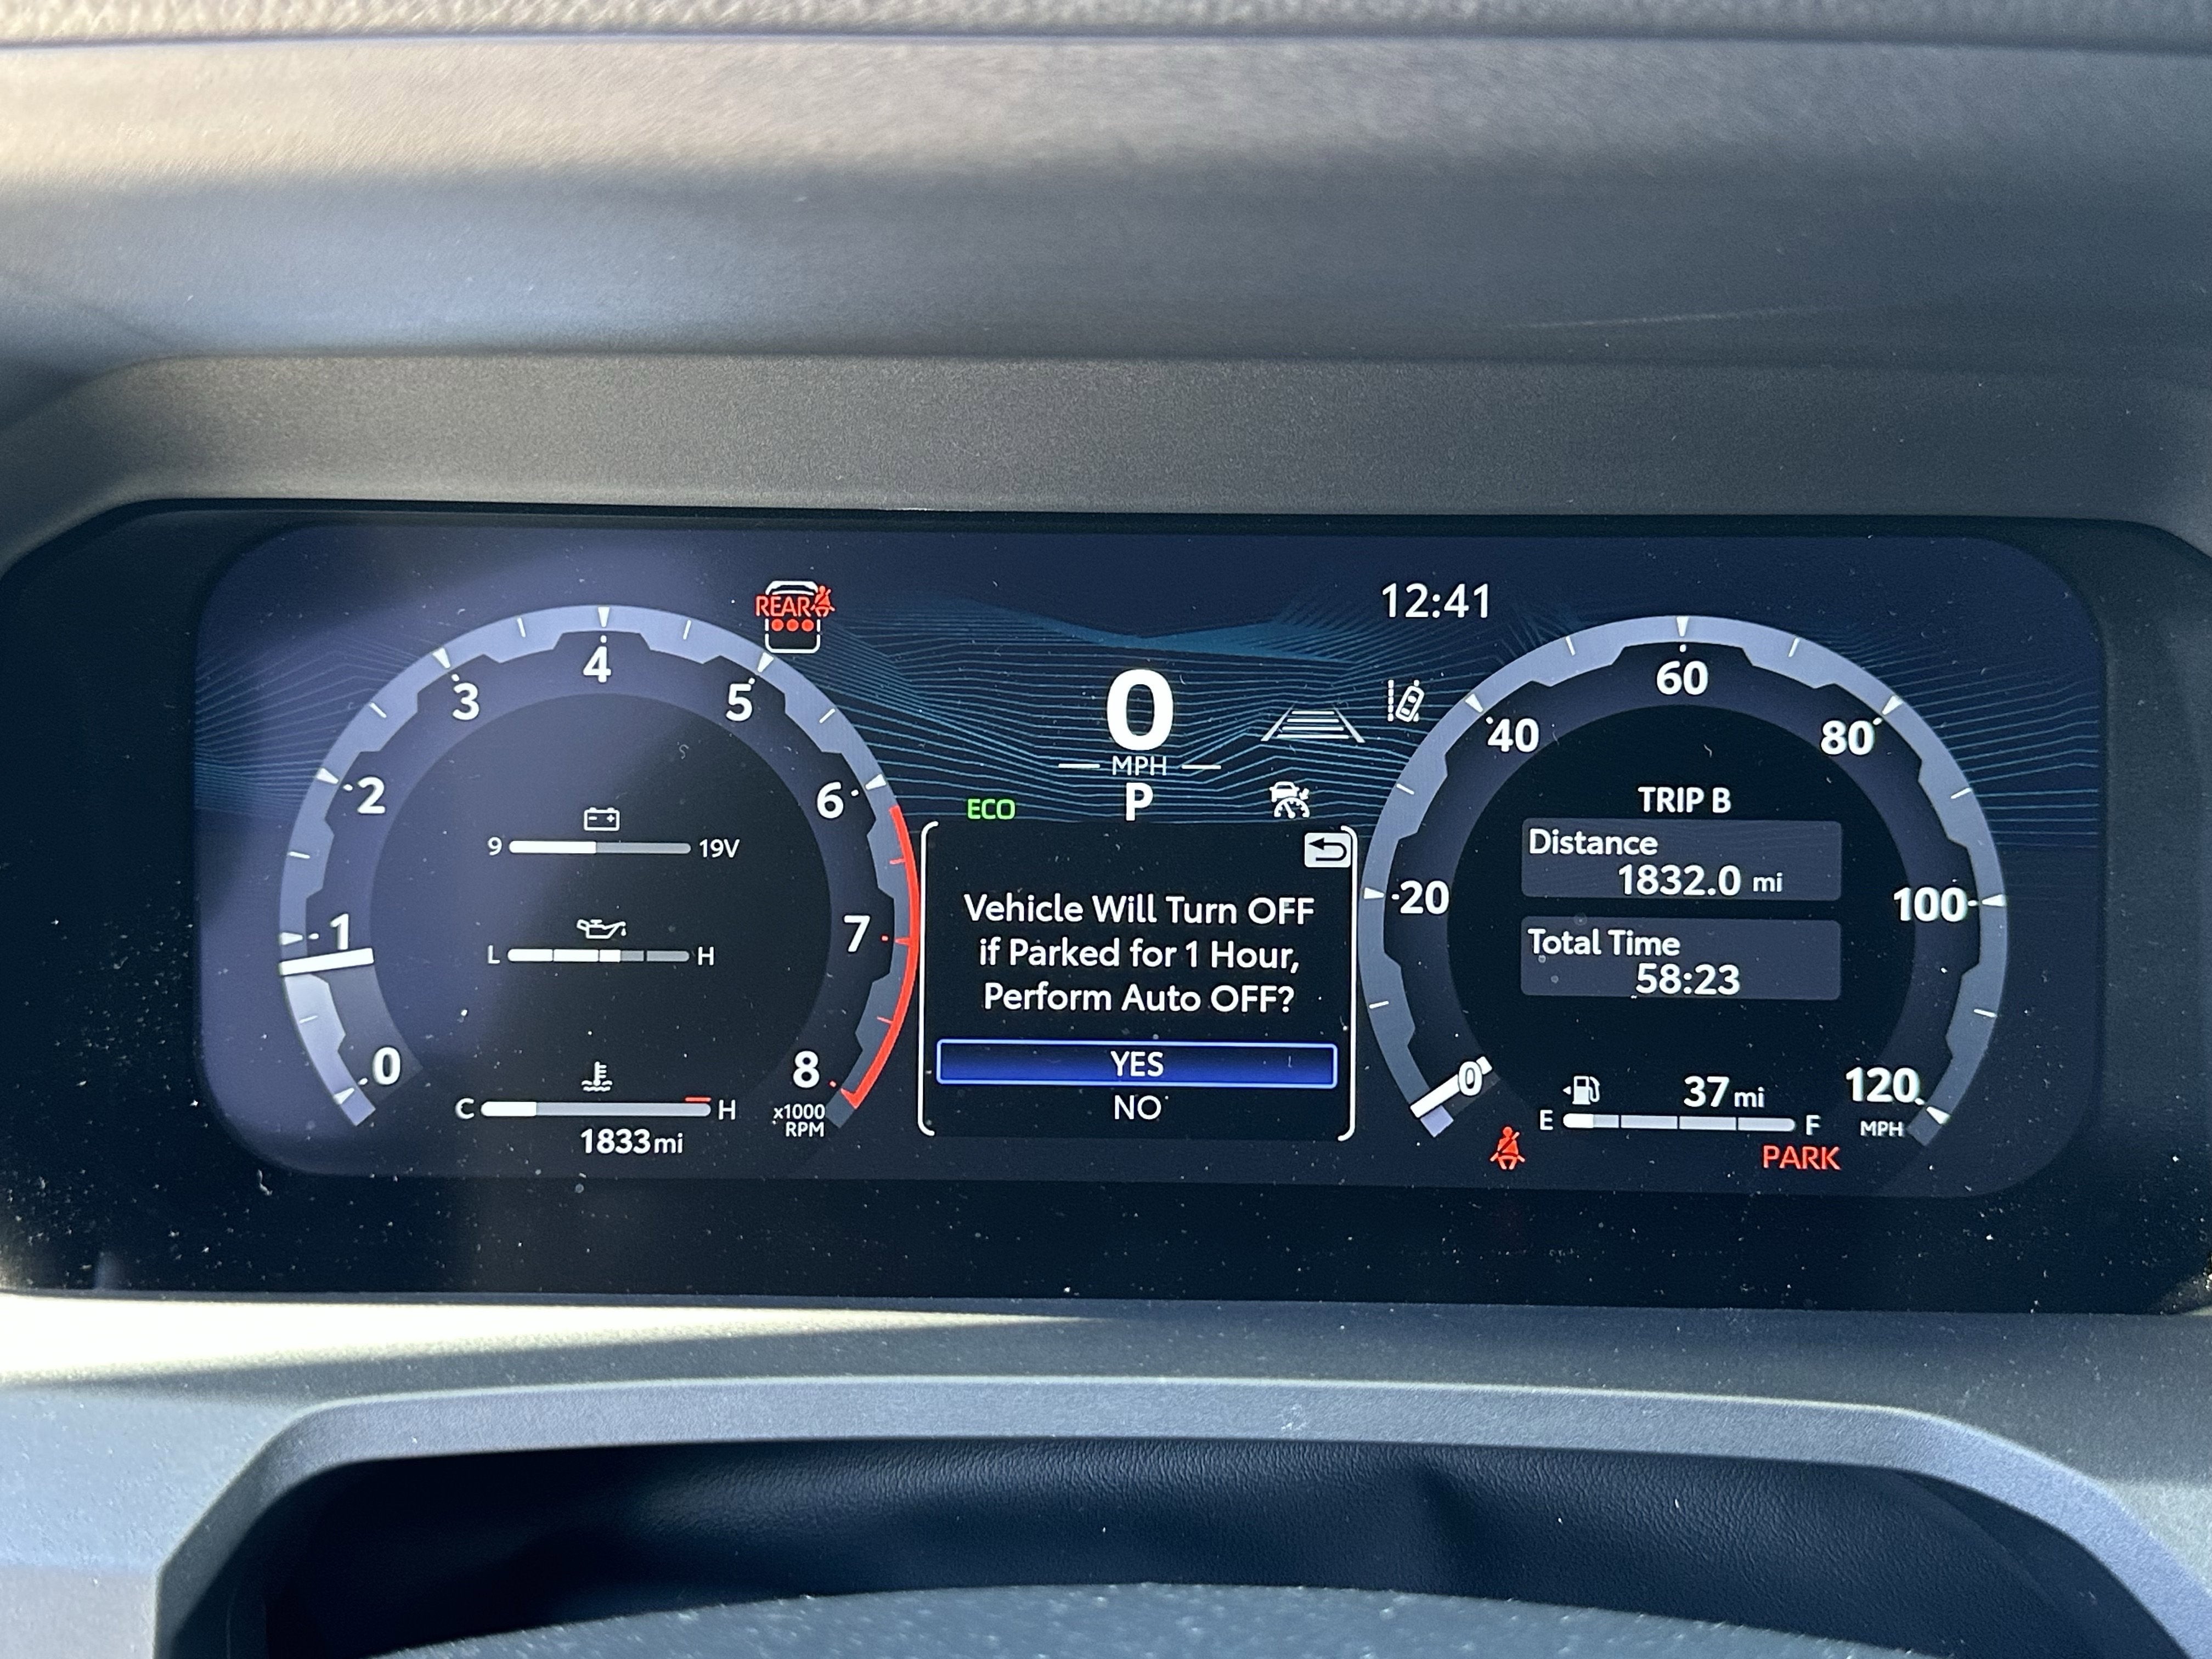 REAR
12:41
0
MPH
P
ECO
0
1
2
3
4
5
6
7
8
x1000
RPM
9 19V
L H
C H
1833 mi
Vehicle Will Turn OFF
if Parked for 1 Hour,
Perform Auto OFF?
YES
NO
0
20
40
60
80
100
120
MPH
TRIP B
Distance
1832.0 mi
Total Time
58:23
37 mi
E F
PARK